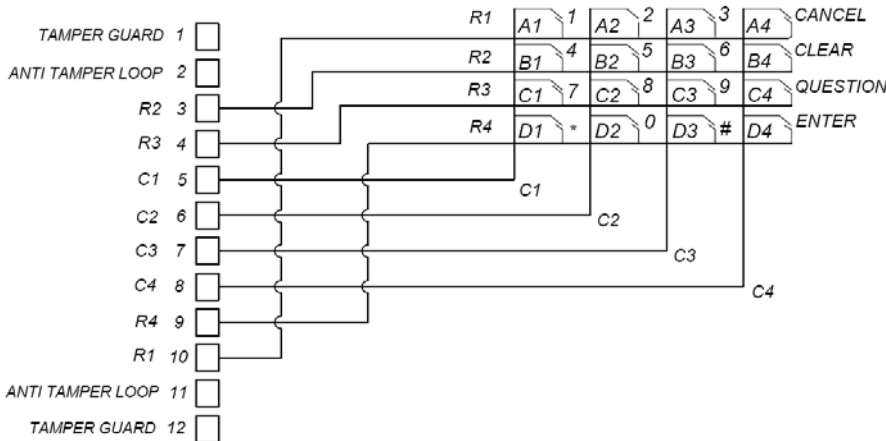 R1 A1 1 A2 2 A3 3 A4 CANCEL
TAMPER GUARD 1
R2 B1 4 B2 5 B3 6 B4 CLEAR
ANTI TAMPER LOOP 2
R3 C1 7 C2 8 C3 9 C4 QUESTION
R2 3
R4 D1 * D2 0 D3 # D4 ENTER
R3 4
C1 5
C1
C2 6
C2
C3 7
C3
C4 8
C4
R4 9
R1 10
ANTI TAMPER LOOP 11
TAMPER GUARD 12